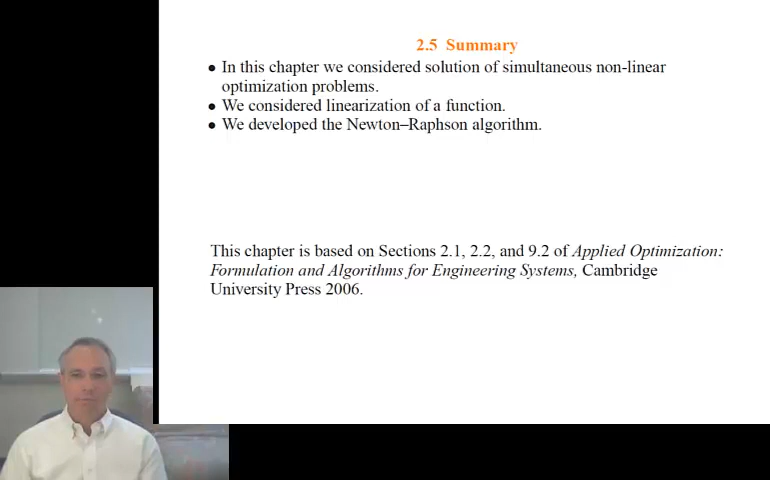 2.5 Summary
• In this chapter we considered solution of simultaneous non-linear
optimization problems.
• We considered linearization of a function.
• We developed the Newton–Raphson algorithm.
This chapter is based on Sections 2.1, 2.2, and 9.2 of Applied Optimization:
Formulation and Algorithms for Engineering Systems, Cambridge
University Press 2006.